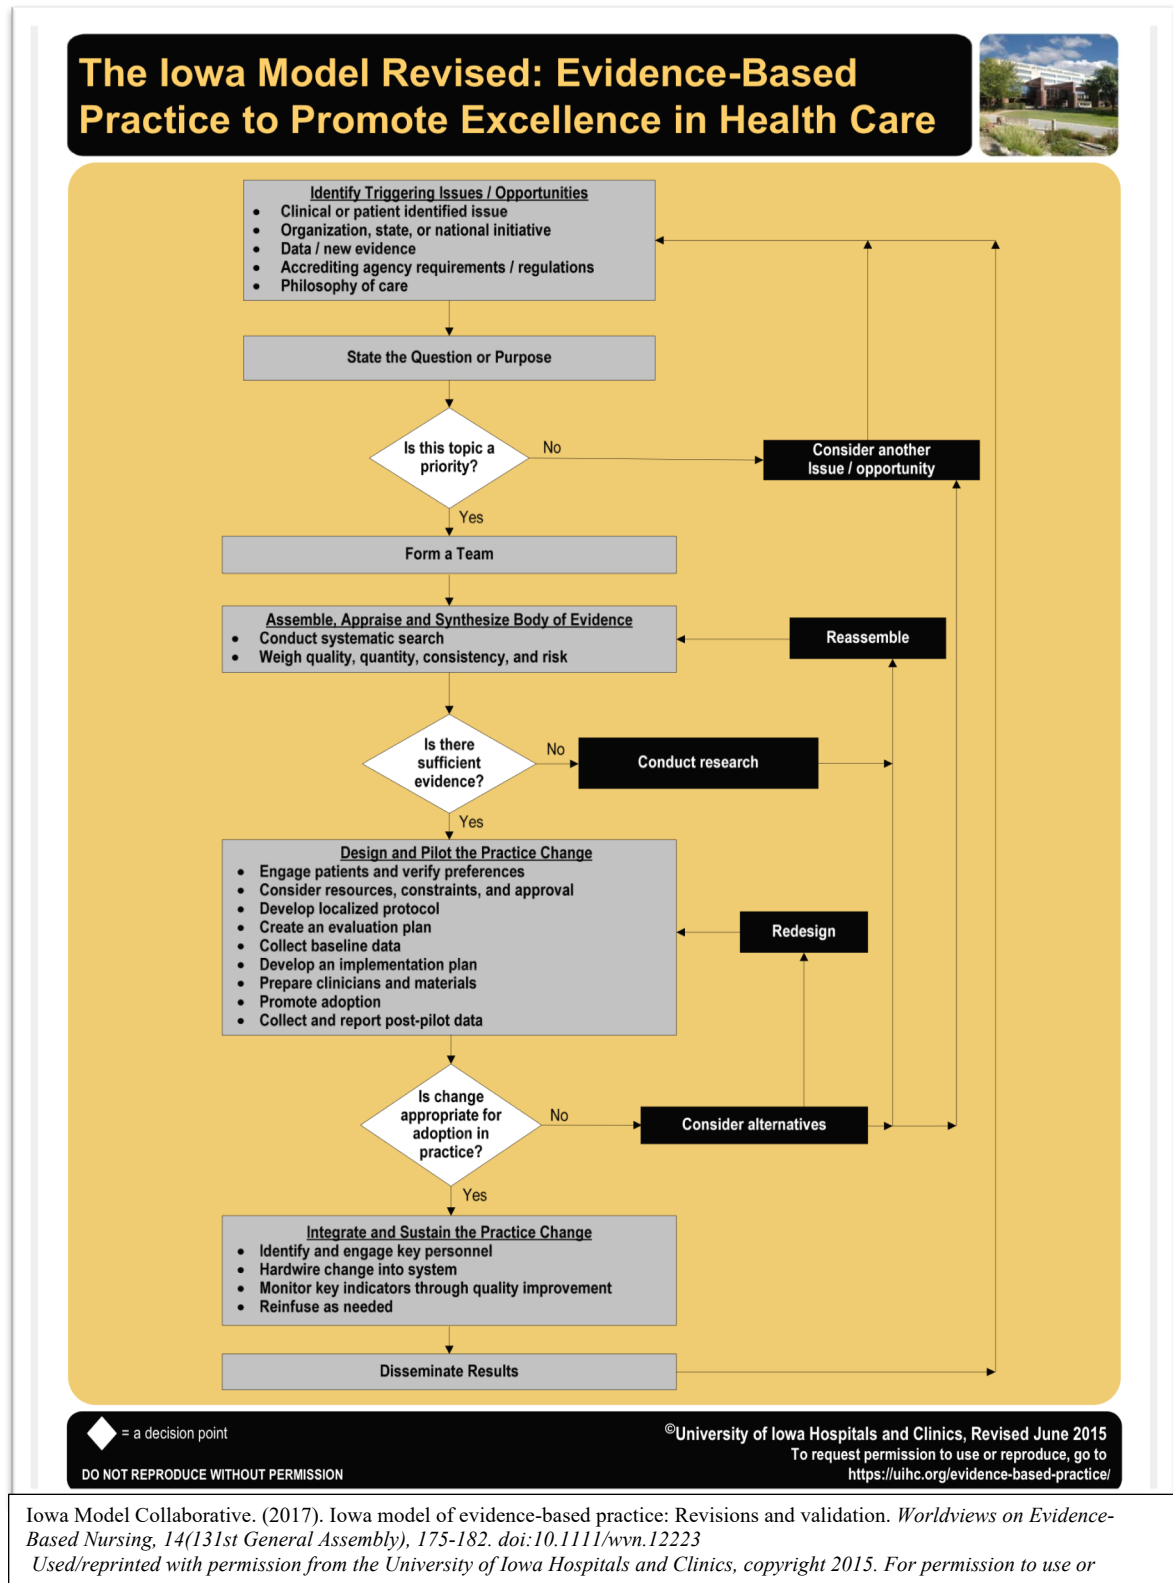 The Iowa Model Revised: Evidence-Based
Practice to Promote Excellence in Health Care
Identify Triggering Issues / Opportunities
• Clinical or patient identified issue
• Organization, state, or national initiative
• Data / new evidence
• Accrediting agency requirements / regulations
• Philosophy of care
State the Question or Purpose
Is this topic a
priority?
No
Consider another
Issue / opportunity
Yes
Form a Team
Assemble, Appraise and Synthesize Body of Evidence
• Conduct systematic search
• Weigh quality, quantity, consistency, and risk
Reassemble
Is there
sufficient
evidence?
No
Conduct research
Yes
Design and Pilot the Practice Change
• Engage patients and verify preferences
• Consider resources, constraints, and approval
• Develop localized protocol
• Create an evaluation plan
• Collect baseline data
• Develop an implementation plan
• Prepare clinicians and materials
• Promote adoption
• Collect and report post-pilot data
Redesign
Is change
appropriate for
adoption in
practice?
No
Consider alternatives
Yes
Integrate and Sustain the Practice Change
• Identify and engage key personnel
• Hardwire change into system
• Monitor key indicators through quality improvement
• Reinfuse as needed
Disseminate Results
= a decision point
DO NOT REPRODUCE WITHOUT PERMISSION
©University of Iowa Hospitals and Clinics, Revised June 2015
To request permission to use or reproduce, go to
https://uihc.org/evidence-based-practice/
Iowa Model Collaborative. (2017). Iowa model of evidence-based practice: Revisions and validation. Worldviews on Evidence-
Based Nursing, 14(131st General Assembly), 175-182. doi:10.1111/wvn.12223
Used/reprinted with permission from the University of Iowa Hospitals and Clinics, copyright 2015. For permission to use or